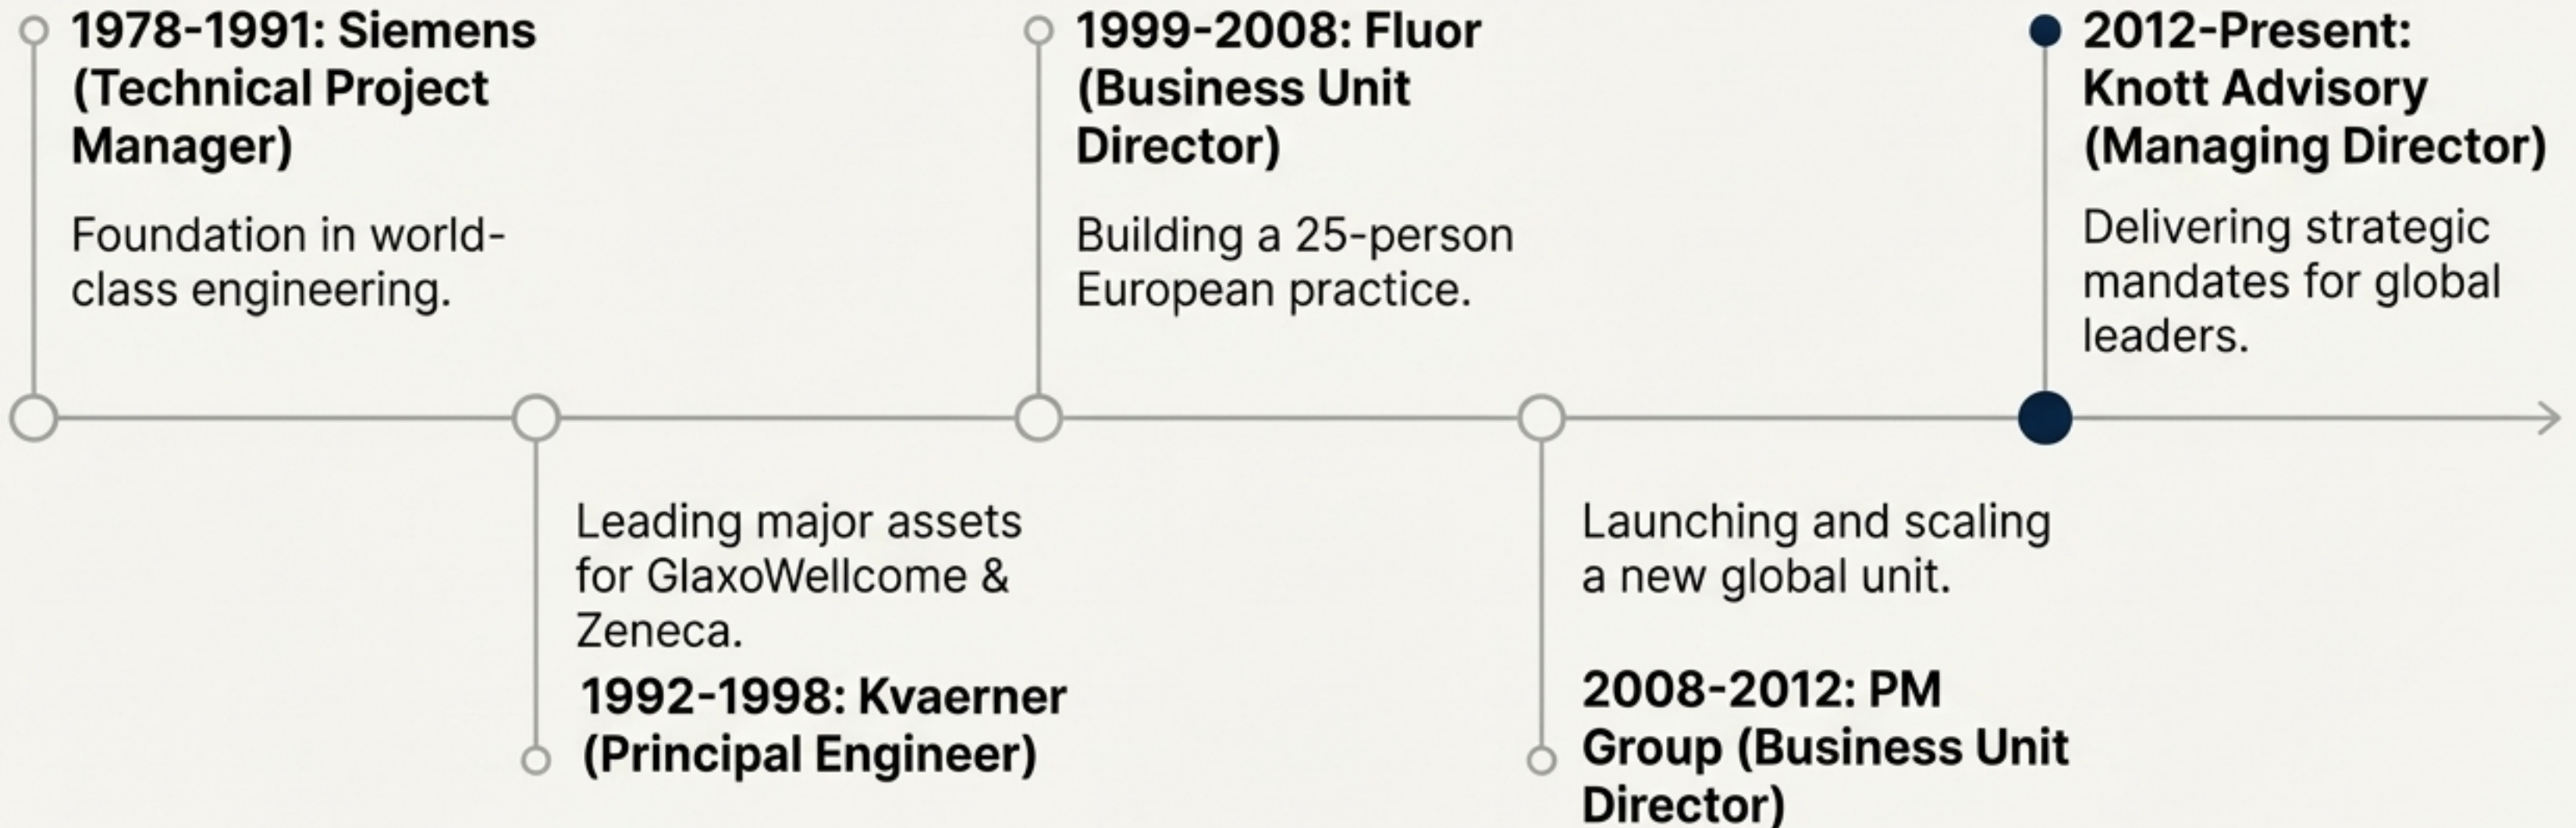 1978-1991: Siemens
(Technical Project
Manager)
Foundation in world-
class engineering.
Leading major assets
for GlaxoWellcome &
Zeneca.
1992-1998: Kvaerner
(Principal Engineer)
1999-2008: Fluor
(Business Unit
Director)
Building a 25-person
European practice.
Launching and scaling
a new global unit.
2008-2012: PM
Group (Business Unit
Director)
2012-Present:
Knott Advisory
(Managing Director)
Delivering strategic
mandates for global
leaders.